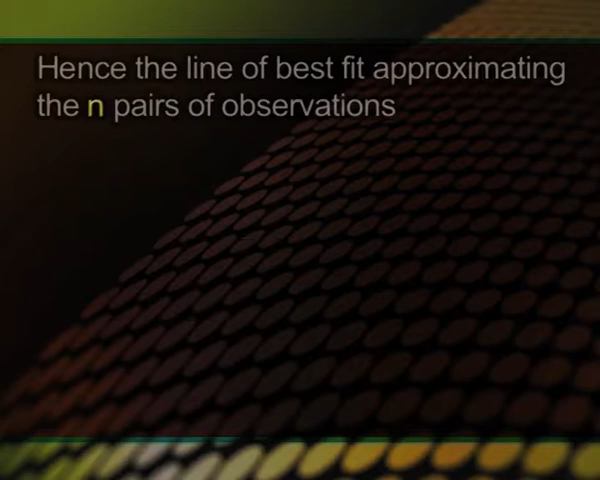 Hence the line of best fit approximating
the n pairs of observations